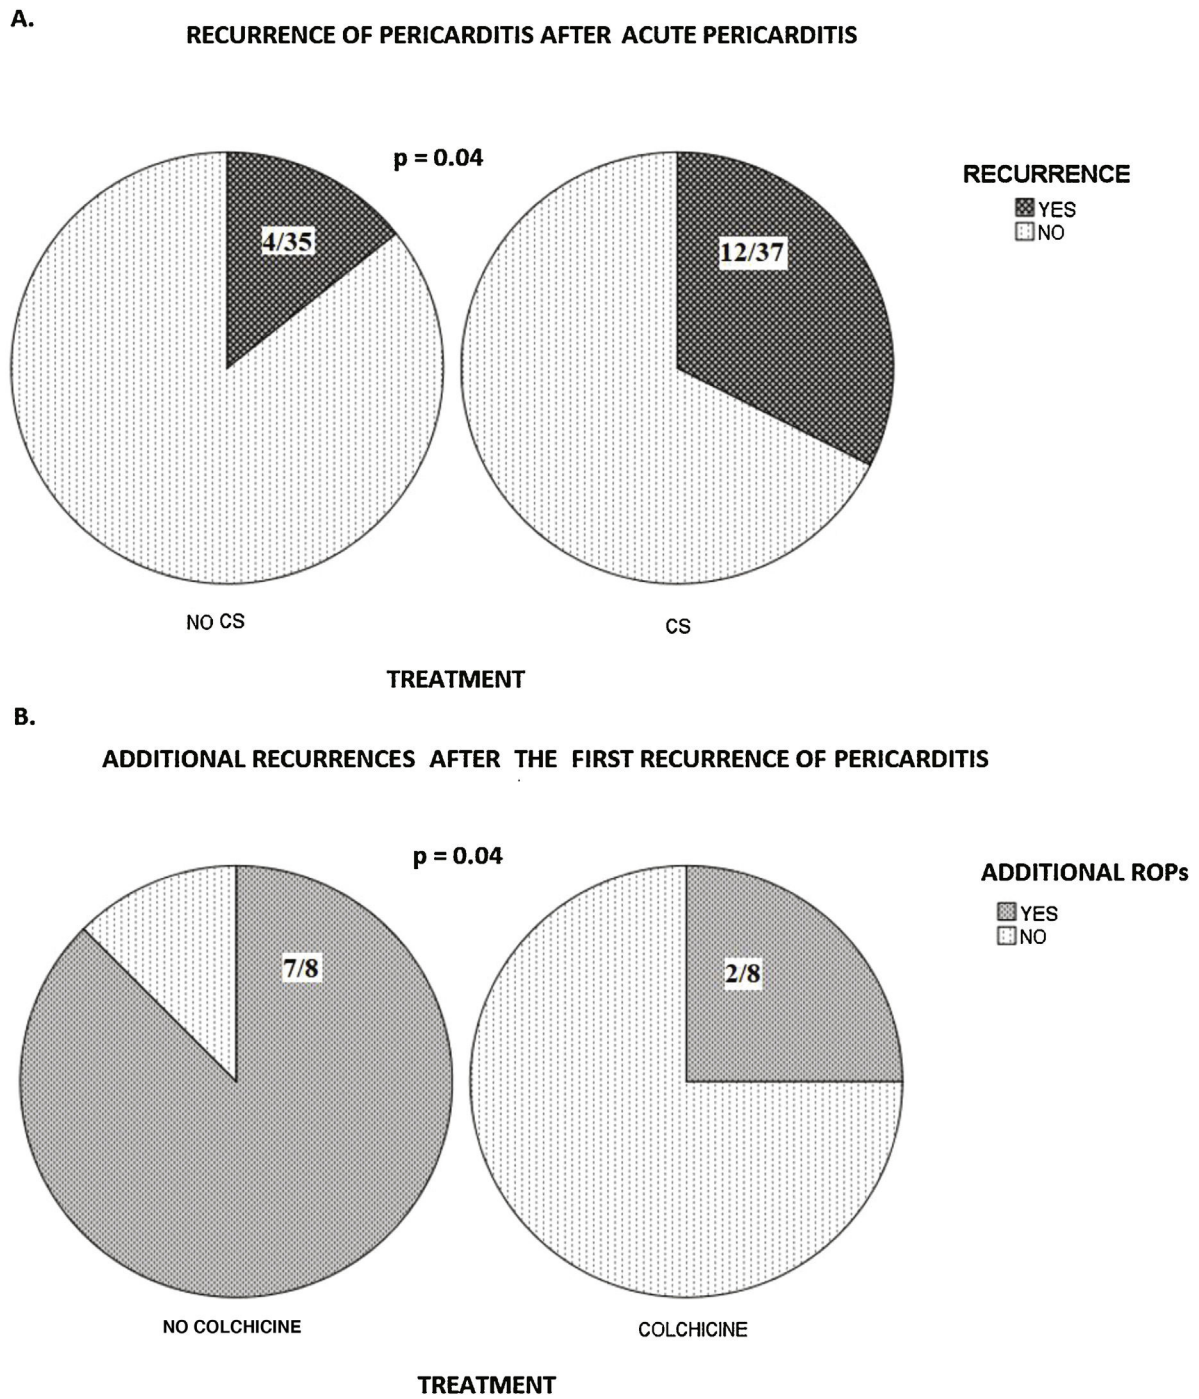 A.
RECURRENCE OF PERICARDITIS AFTER ACUTE PERICARDITIS
p = 0.04
RECURRENCE
YES
NO
4/35
12/37
NO CS
CS
TREATMENT
B.
ADDITIONAL RECURRENCES AFTER THE FIRST RECURRENCE OF PERICARDITIS
p = 0.04
ADDITIONAL ROPs
YES
NO
7/8
2/8
NO COLCHICINE
COLCHICINE
TREATMENT